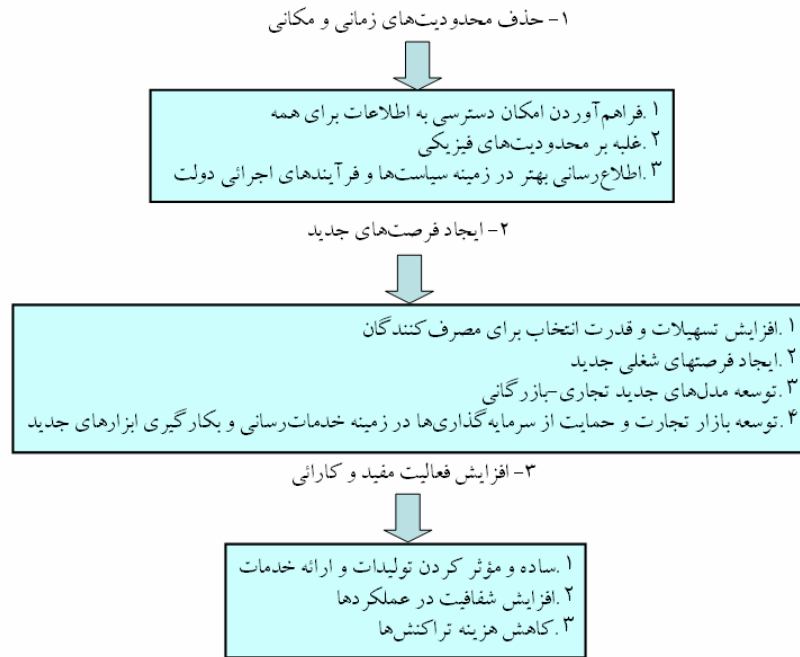 ۱- حذف محدودیت‌های زمانی و مکانی
۱.فراهم‌آوردن امکان دسترسی به اطلاعات برای همه
۲.غلبه بر محدودیت‌های فیزیکی
۳.اطلاع‌رسانی بهتر در زمینه سیاست‌ها و فرآیندهای اجرائی دولت
۲- ایجاد فرصت‌های جدید
۱.افزایش تسهیلات و قدرت انتخاب برای مصرف‌کنندگان
۲.ایجاد فرصتهای شغلی جدید
۳.توسعه مدل‌های جدید تجاری-بازرگانی
۴.توسعه بازار تجارت و حمایت از سرمایه‌گذاری‌ها در زمینه خدمات‌رسانی و بکارگیری ابزارهای جدید
۳- افزایش فعالیت مفید و کارائی
۱.ساده و مؤثر کردن تولیدات و ارائه خدمات
۲.افزایش شفافیت در عملکردها
۳.کاهش هزینه تراکنش‌ها